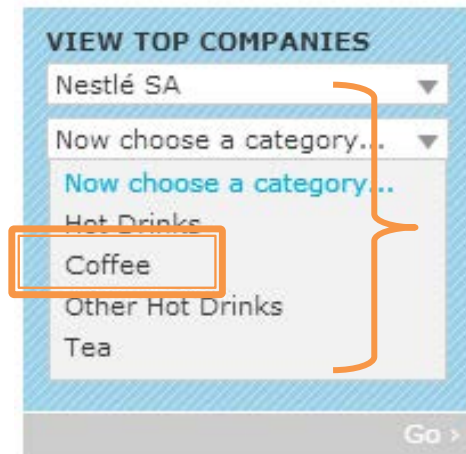 VIEW TOP COMPANIES
Nestlé SA
Now choose a category...
Now choose a category...
Hot Drinks
Coffee
Other Hot Drinks
Tea
Go ›